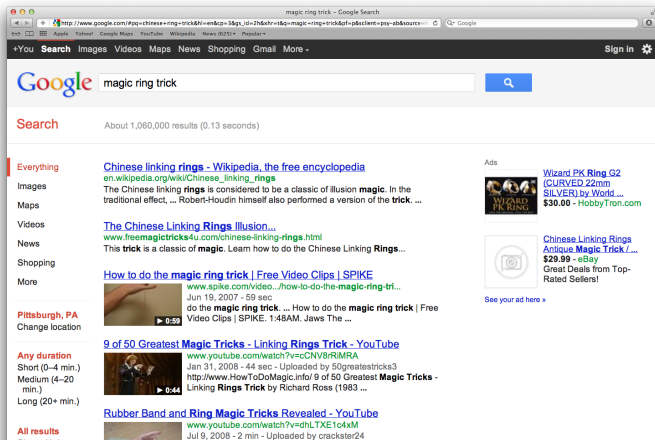 magic ring trick – Google Search
http://www.google.com/#pq=chinese+ring+trick&hl=en&cp=3&gs_id=2h&xhr=t&q=magic+ring+trick&pf=p&sclient=psy-ab&source=
Google
Apple Yahoo! Google Maps YouTube Wikipedia News (625) Popular
+You Search Images Videos Maps News Shopping Gmail More
Sign in
Google
magic ring trick
Search
About 1,060,000 results (0.13 seconds)
Everything
Images
Maps
Videos
News
Shopping
More
Pittsburgh, PA
Change location
Any duration
Short (0–4 min.)
Medium (4–20
min.)
Long (20+ min.)
All results
Chinese linking rings - Wikipedia, the free encyclopedia
en.wikipedia.org/wiki/Chinese_linking_rings
The Chinese linking rings is considered to be a classic of illusion magic. In the
traditional effect, ... Robert-Houdin himself also performed a version of the trick. ...
The Chinese Linking Rings Illusion...
www.freemagictricks4u.com/chinese-linking-rings.html
This trick is a classic of magic. Learn how to do the Chinese Linking Rings...
How to do the magic ring trick | Free Video Clips | SPIKE
www.spike.com/video.../how-to-do-the-magic-ring-tri...
Jun 19, 2007 - 59 sec
do the magic ring trick. ... How to do the magic ring trick | Free
Video Clips | SPIKE. 1:48AM. Jaws The ...
0:59
9 of 50 Greatest Magic Tricks - Linking Rings Trick - YouTube
www.youtube.com/watch?v=cCNV8rRiMRA
Jan 31, 2008 - 44 sec - Uploaded by 50greatestricks3
http://www.HowToDoMagic.info/ 9 of 50 Greatest Magic Tricks -
Linking Rings Trick by Richard Ross (1983 ...
0:44
Rubber Band and Ring Magic Tricks Revealed - YouTube
www.youtube.com/watch?v=dhLTXE1c4xM
Jul 9, 2008 - 2 min - Uploaded by crackster24
Ads
WIZARD
PK RING
Wizard PK Ring G2
(CURVED 22mm
SILVER) by World ...
$30.00 - HobbyTron.com
Chinese Linking Rings
Antique Magic Trick / ...
$29.99 - eBay
Great Deals from Top-
Rated Sellers!
See your ad here »